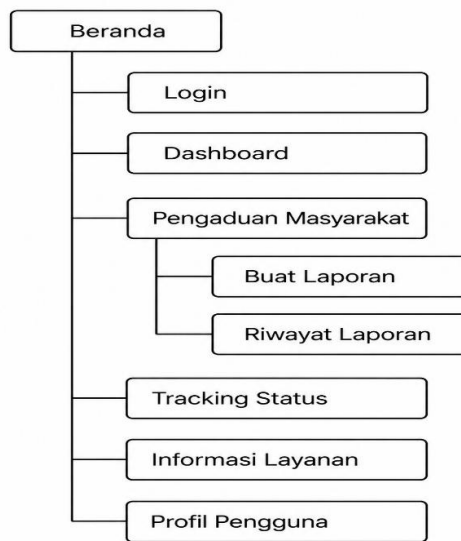 Beranda
Login
Dashboard
Pengaduan Masyarakat
Buat Laporan
Riwayat Laporan
Tracking Status
Informasi Layanan
Profil Pengguna